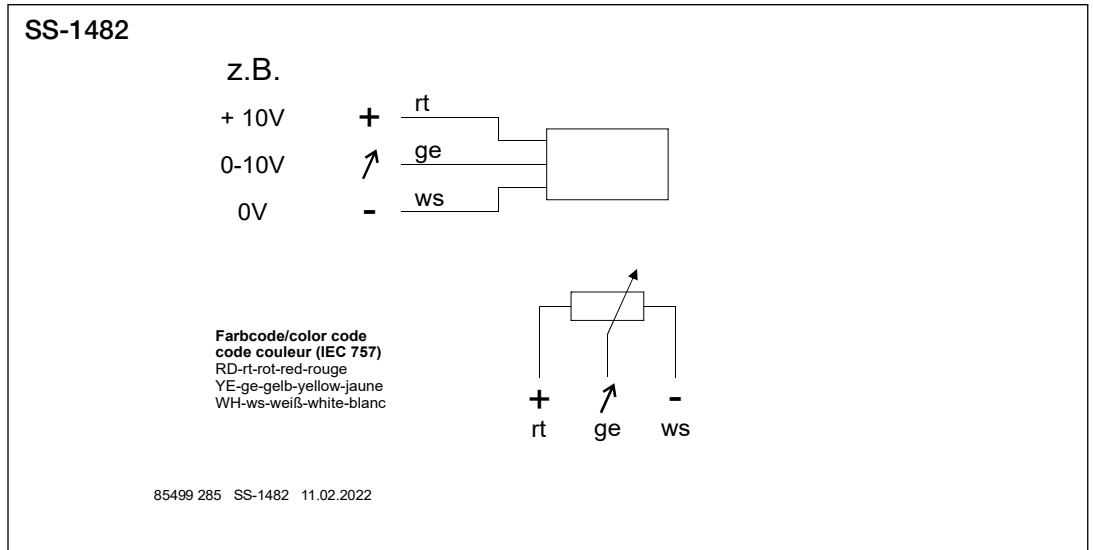 SS-1482
z.B.
+ 10V + rt
0-10V ge
0V - ws
Farbcode/color code
code couleur (IEC 757)
RD-rt-rot-red-rouge
YE-ge-gelb-yellow-jaune
WH-ws-weiß-white-blanc
+ -
rt ge ws
85499 285 SS-1482 11.02.2022